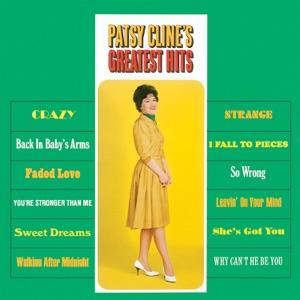 PATSY CLINE'S
GREATEST HITS
CRAZY
Back In Baby's Arms
Faded Love
YOU'RE STRONGER THAN ME
Sweet Dreams
Walkin After Midnight
STRANGE
I FALL TO PIECES
So Wrong
Leavin' On Your Mind
She's Got You
WHY CAN'T HE BE YOU